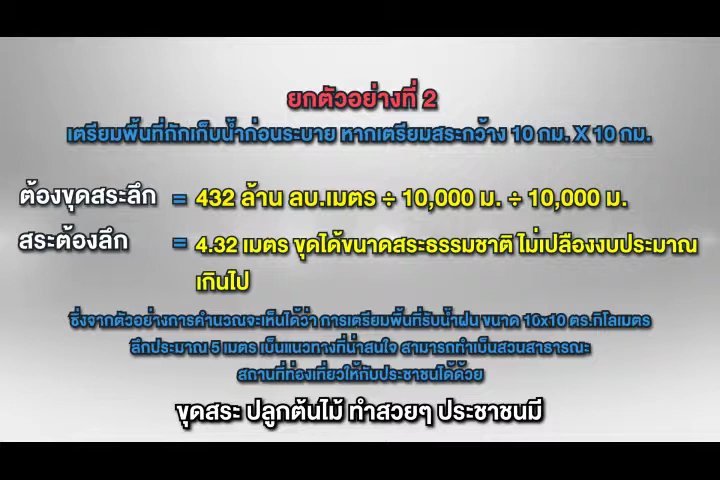 ยกตัวอย่างที่ 2
เตรียมพื้นที่กักเก็บน้ำก่อนระบาย หากเตรียมสระกว้าง 10 กม. X 10 กม.
ต้องขุดสระลึก = 432 ล้าน ลบ.เมตร ÷ 10,000 ม. ÷ 10,000 ม.
สระต้องลึก = 4.32 เมตร ขุดได้ขนาดสระธรรมชาติ ไม่เปลืองงบประมาณ
เกินไป
ซึ่งจากตัวอย่างการคำนวณจะเห็นได้ว่า การเตรียมพื้นที่รับน้ำฝน ขนาด 10x10 ตร.กิโลเมตร
ลึกประมาณ 5 เมตร เป็นแนวทางที่น่าสนใจ สามารถทำเป็นสวนสาธารณะ
สถานที่ท่องเที่ยวให้กับประชาชนได้ด้วย
ขุดสระ ปลูกต้นไม้ ทำสวยๆ ประชาชนมี